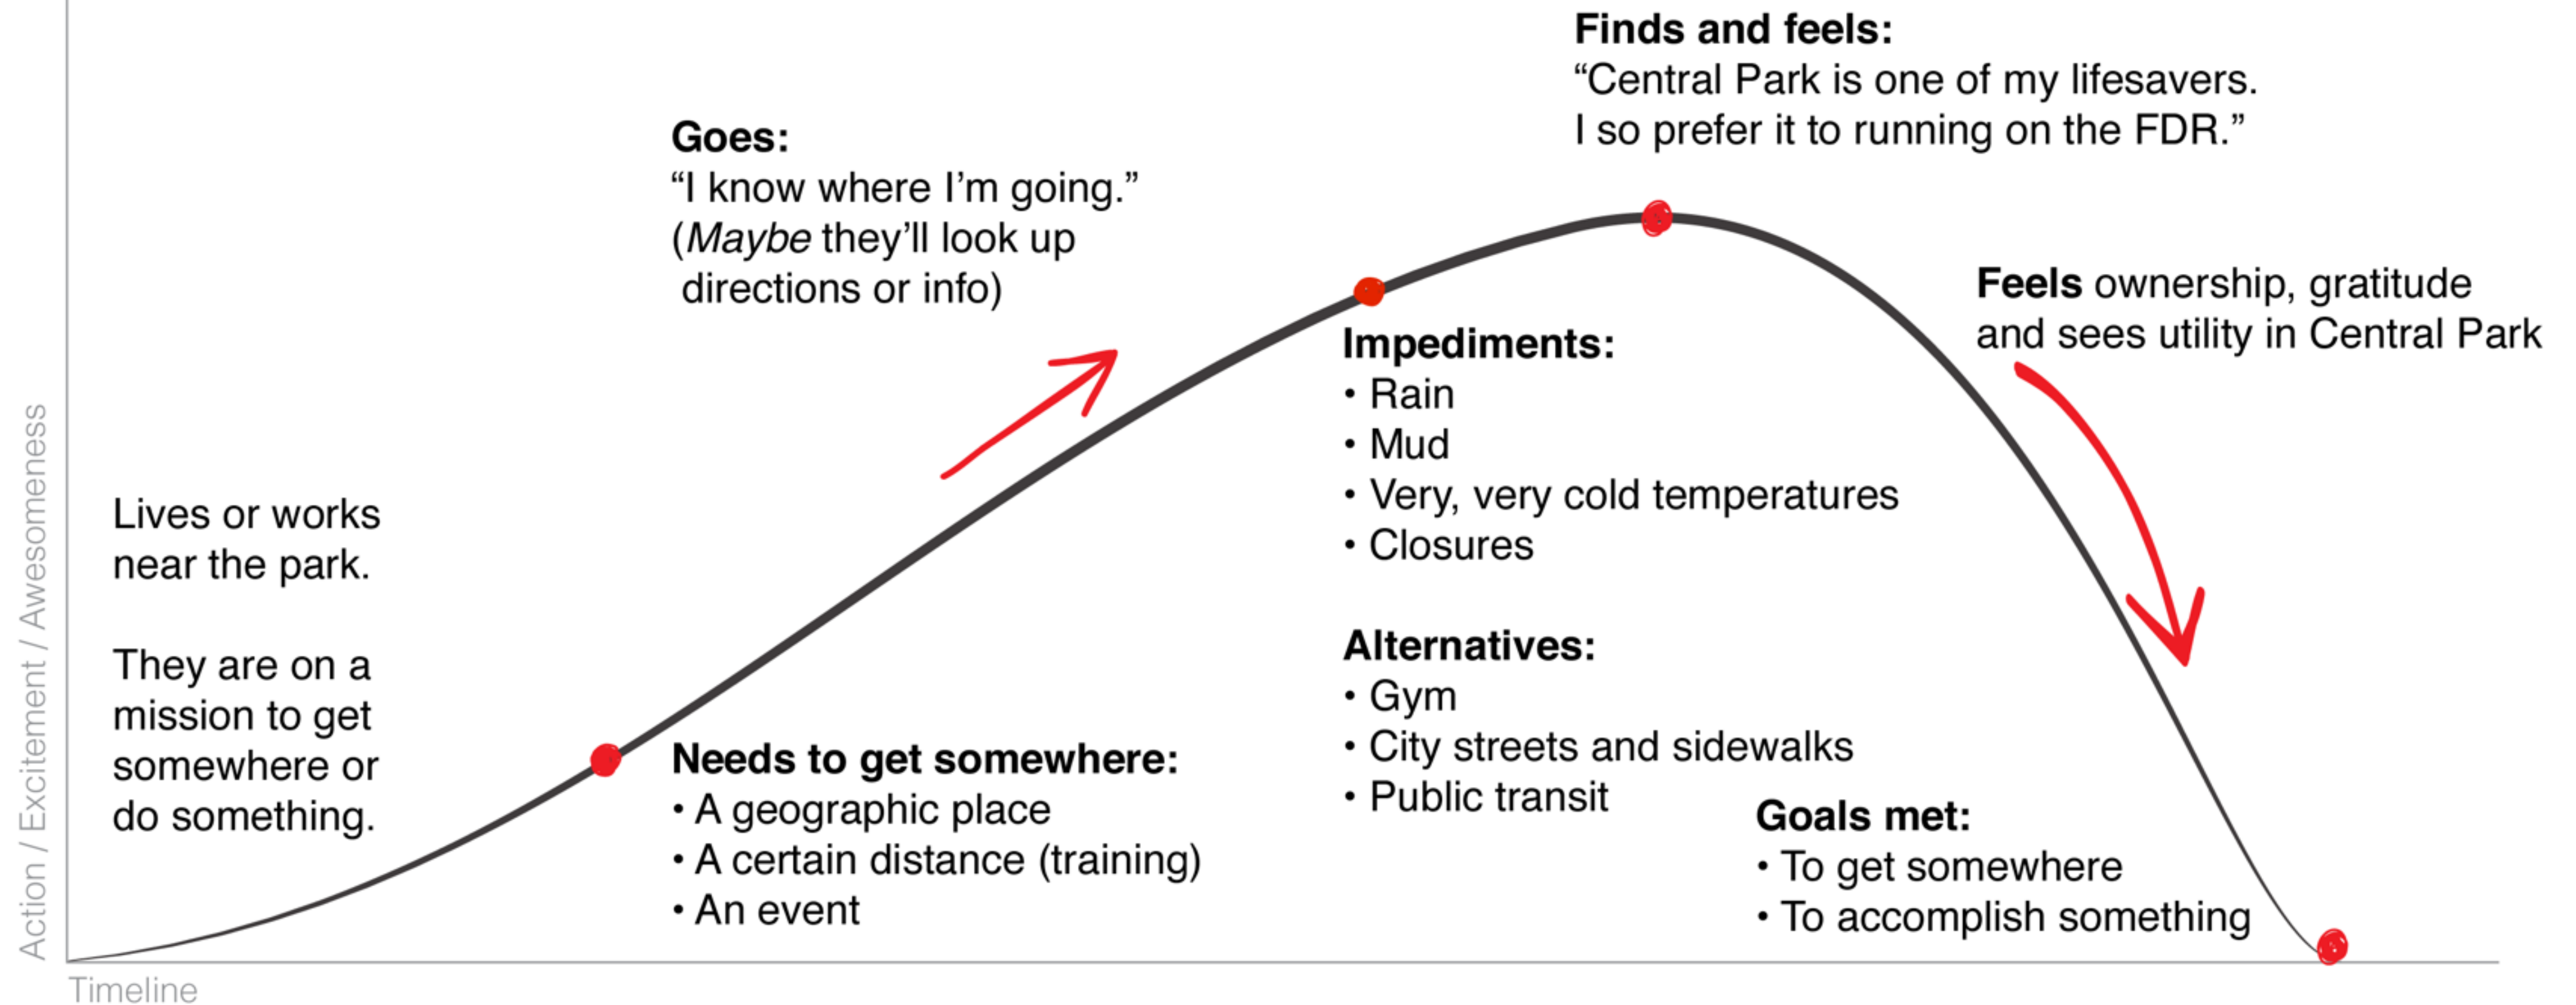 Action / Excitement / Awesomeness
Lives or works
near the park.
They are on a
mission to get
somewhere or
do something.
Needs to get somewhere:
• A geographic place
• A certain distance (training)
• An event
Goes:
“I know where I’m going.”
(Maybe they’ll look up
directions or info)
Impediments:
• Rain
• Mud
• Very, very cold temperatures
• Closures
Alternatives:
• Gym
• City streets and sidewalks
• Public transit
Finds and feels:
“Central Park is one of my lifesavers.
I so prefer it to running on the FDR.”
Feels ownership, gratitude
and sees utility in Central Park
Goals met:
• To get somewhere
• To accomplish something
Timeline